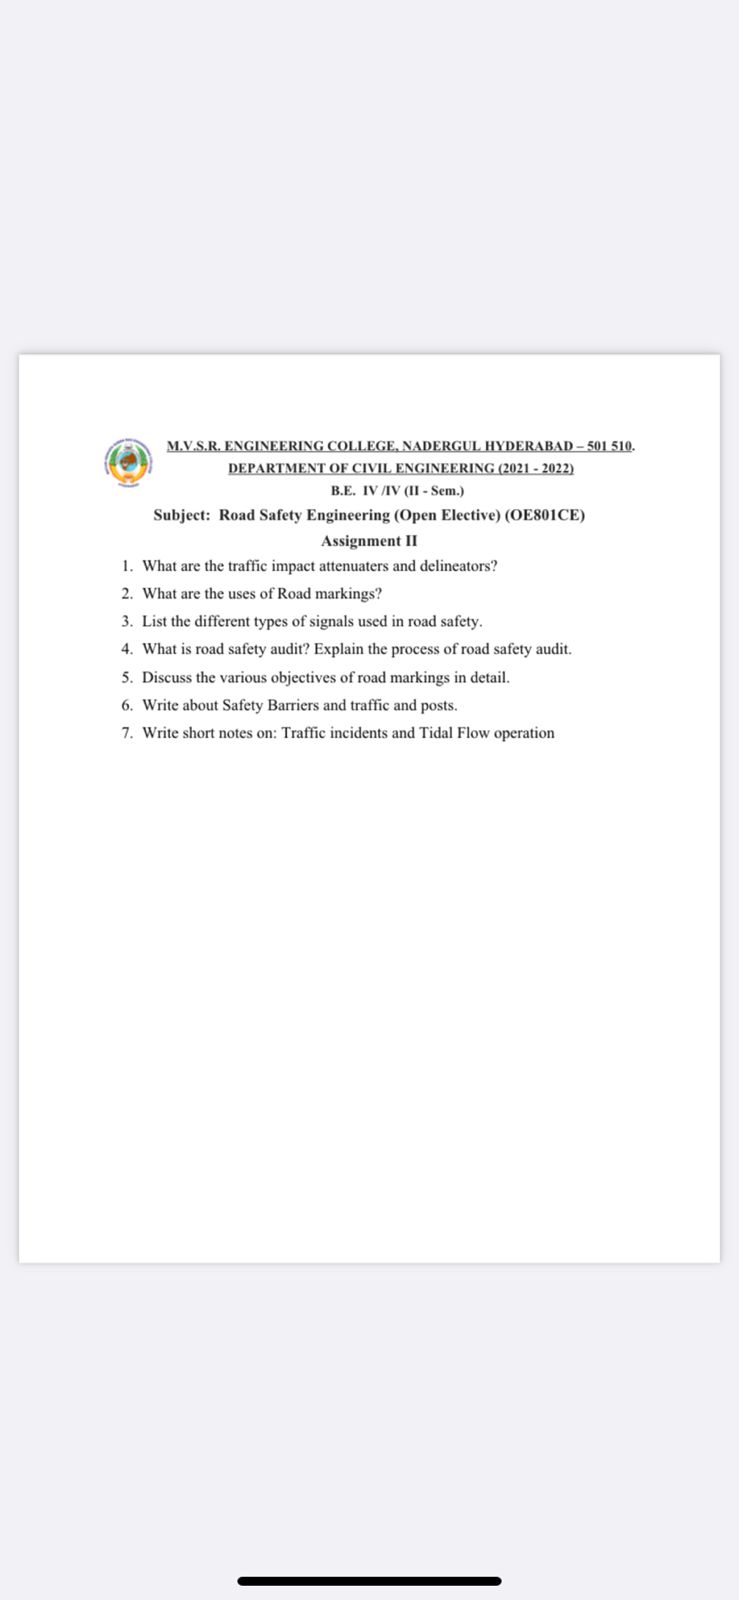 M.V.S.R. ENGINEERING COLLEGE, NADERGUL HYDERABAD – 501 510.
DEPARTMENT OF CIVIL ENGINEERING (2021 - 2022)
B.E. IV /IV (II - Sem.)
Subject: Road Safety Engineering (Open Elective) (OE801CE)
Assignment II
1. What are the traffic impact attenuaters and delineators?
2. What are the uses of Road markings?
3. List the different types of signals used in road safety.
4. What is road safety audit? Explain the process of road safety audit.
5. Discuss the various objectives of road markings in detail.
6. Write about Safety Barriers and traffic and posts.
7. Write short notes on: Traffic incidents and Tidal Flow operation